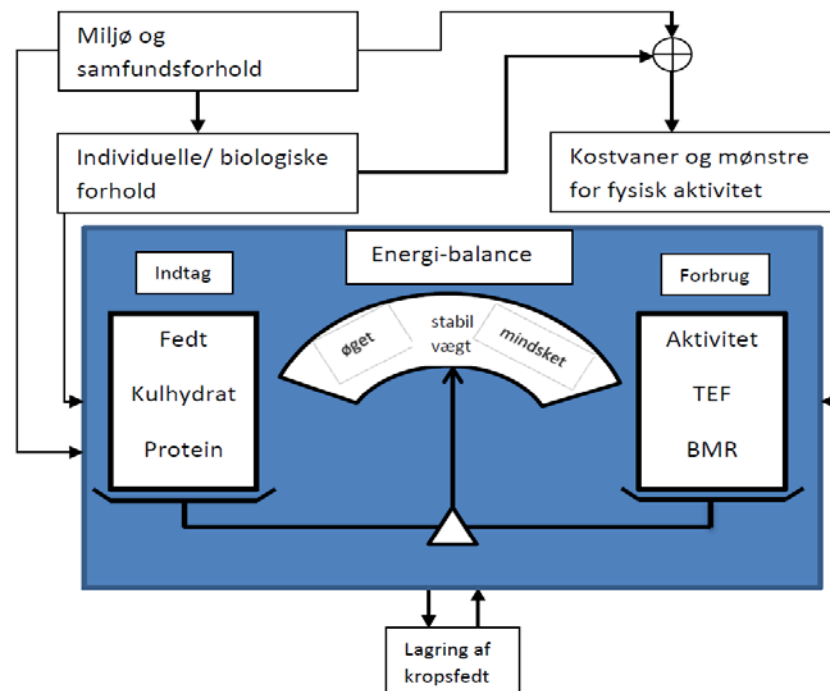 Miljø og
samfundsforhold
Individuelle/ biologiske
forhold
Kostvaner og mønstre
for fysisk aktivitet
Energi-balance
Indtag
Forbrug
øget
stabil
vægt
mindsket
Fedt
Kulhydrat
Protein
Aktivitet
TEF
BMR
Lagring af
kropsfedt